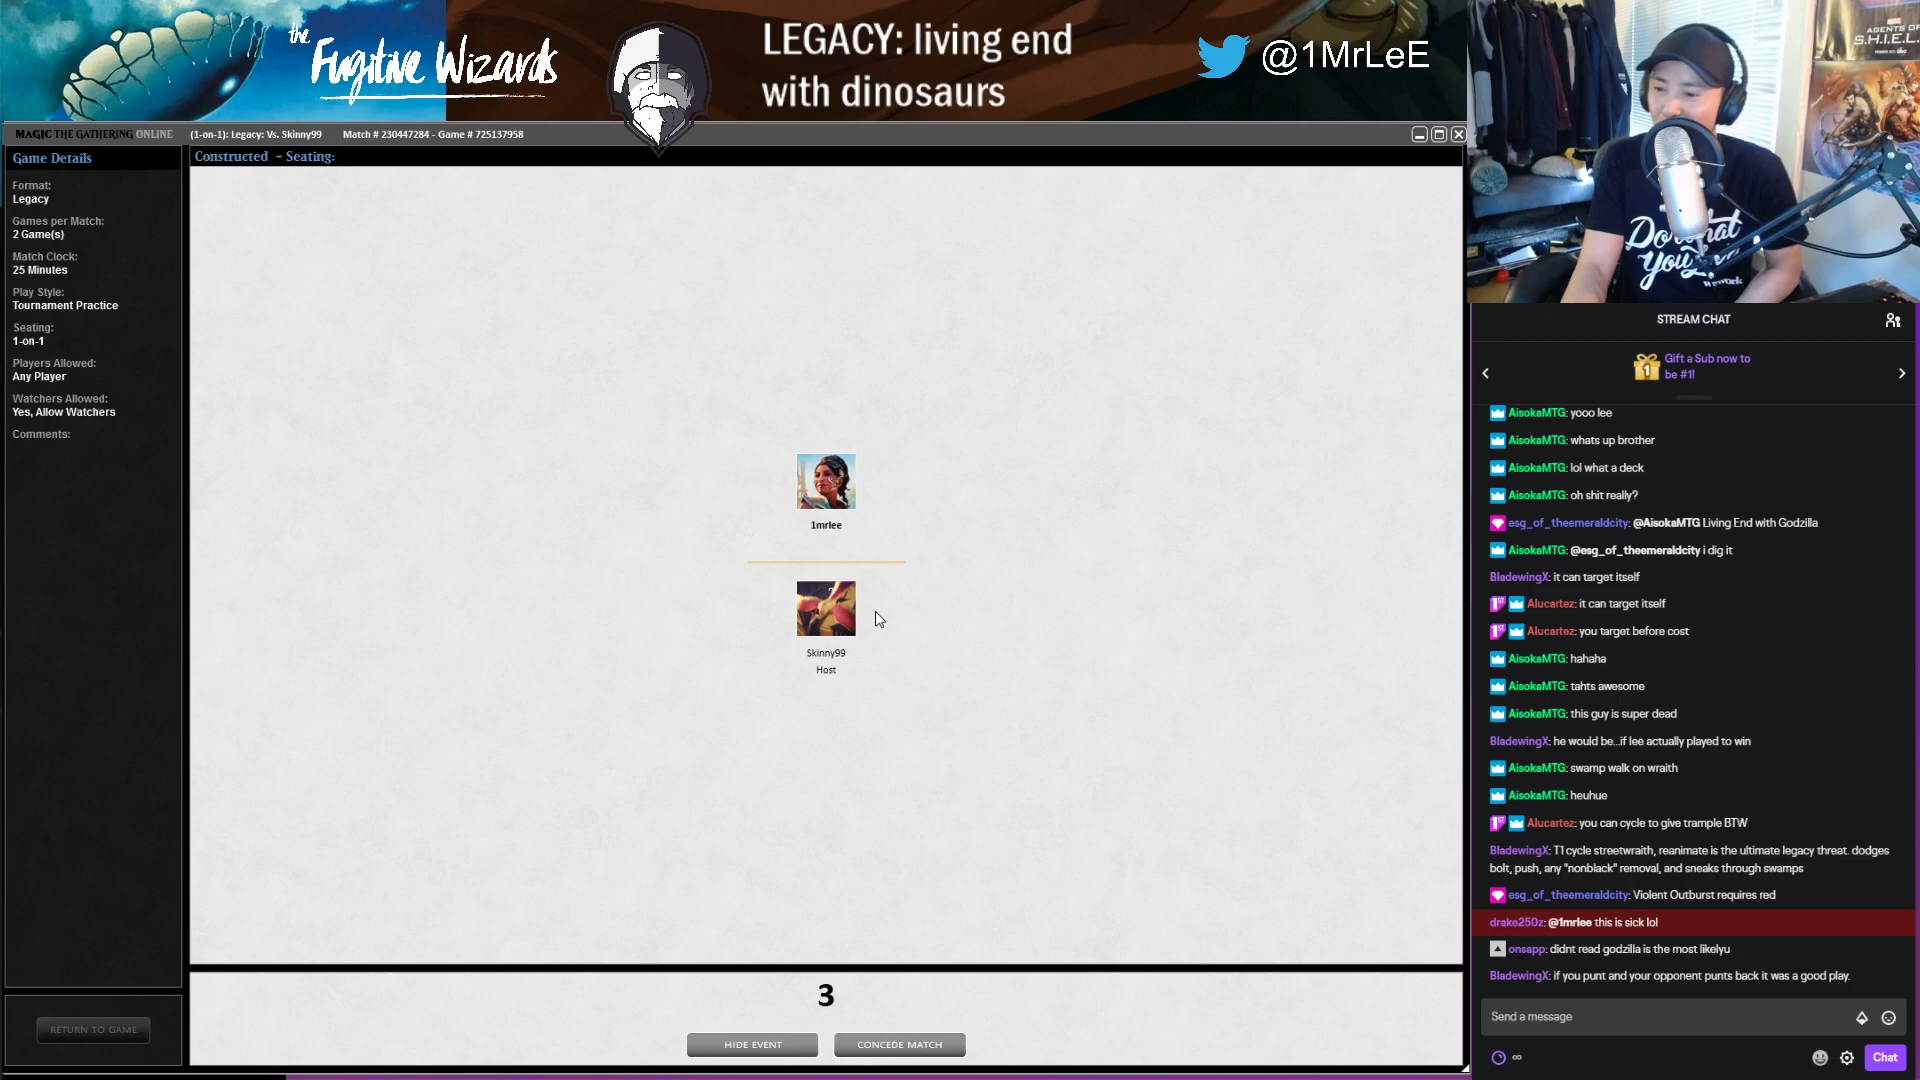 the
Fugitive Wizards
LEGACY: living end
with dinosaurs
@1MrLeE
AGENTS OF
S.H.I.E.L.
MAGIC THE GATHERING ONLINE
(1-on-1): Legacy: Vs. Skinny99
Match # 230447284 - Game # 725137958
Game Details
Format:
Legacy
Games per Match:
2 Game(s)
Match Clock:
25 Minutes
Play Style:
Tournament Practice
Seating:
1-on-1
Players Allowed:
Any Player
Watchers Allowed:
Yes, Allow Watchers
Comments:
RETURN TO GAME
Constructed - Seating:
1mrlee
Skinny99
Host
3
HIDE EVENT
CONCEDE MATCH
STREAM CHAT
1
Gift a Sub now to
be #1!
AisokaMTG: yooo lee
AisokaMTG: whats up brother
AisokaMTG: lol what a deck
AisokaMTG: oh shit really?
esg_of_theemeraldcity: @AisokaMTG Living End with Godzilla
AisokaMTG: @esg_of_theemeraldcity i dig it
BladewingX: it can target itself
Alucartez: it can target itself
Alucartez: you target before cost
AisokaMTG: hahaha
AisokaMTG: tahts awesome
AisokaMTG: this guy is super dead
BladewingX: he would be...if lee actually played to win
AisokaMTG: swamp walk on wraith
AisokaMTG: heuhue
Alucartez: you can cycle to give trample BTW
BladewingX: T1 cycle streetwraith, reanimate is the ultimate legacy threat. dodges
bolt, push, any "nonblack" removal, and sneaks through swamps
esg_of_theemeraldcity: Violent Outburst requires red
drake250z: @1mrlee this is sick lol
onsapp: didnt read godzilla is the most likelyu
BladewingX: if you punt and your opponent punts back it was a good play.
Send a message
∞
Chat